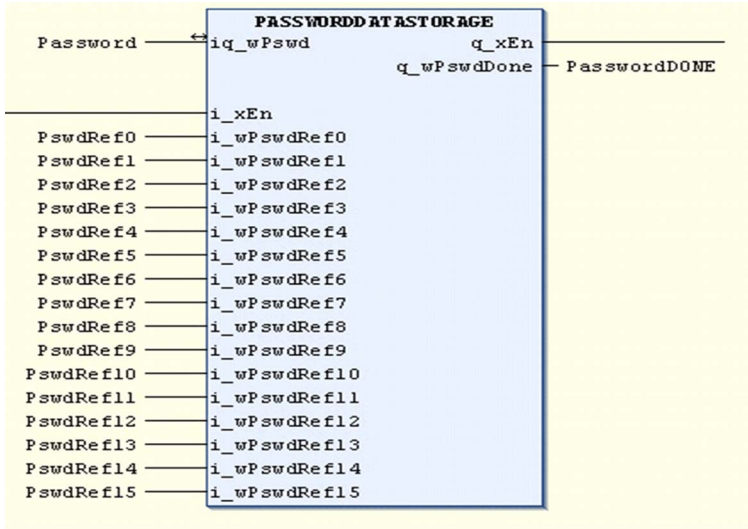 PASSWORDDATASTORAGE
Password iq_wPswd q_xEn
q_wPswdDone PasswordDONE
i_xEn
PswdRef0 i_wPswdRef0
PswdRef1 i_wPswdRef1
PswdRef2 i_wPswdRef2
PswdRef3 i_wPswdRef3
PswdRef4 i_wPswdRef4
PswdRef5 i_wPswdRef5
PswdRef6 i_wPswdRef6
PswdRef7 i_wPswdRef7
PswdRef8 i_wPswdRef8
PswdRef9 i_wPswdRef9
PswdRef10 i_wPswdRef10
PswdRef11 i_wPswdRef11
PswdRef12 i_wPswdRef12
PswdRef13 i_wPswdRef13
PswdRef14 i_wPswdRef14
PswdRef15 i_wPswdRef15